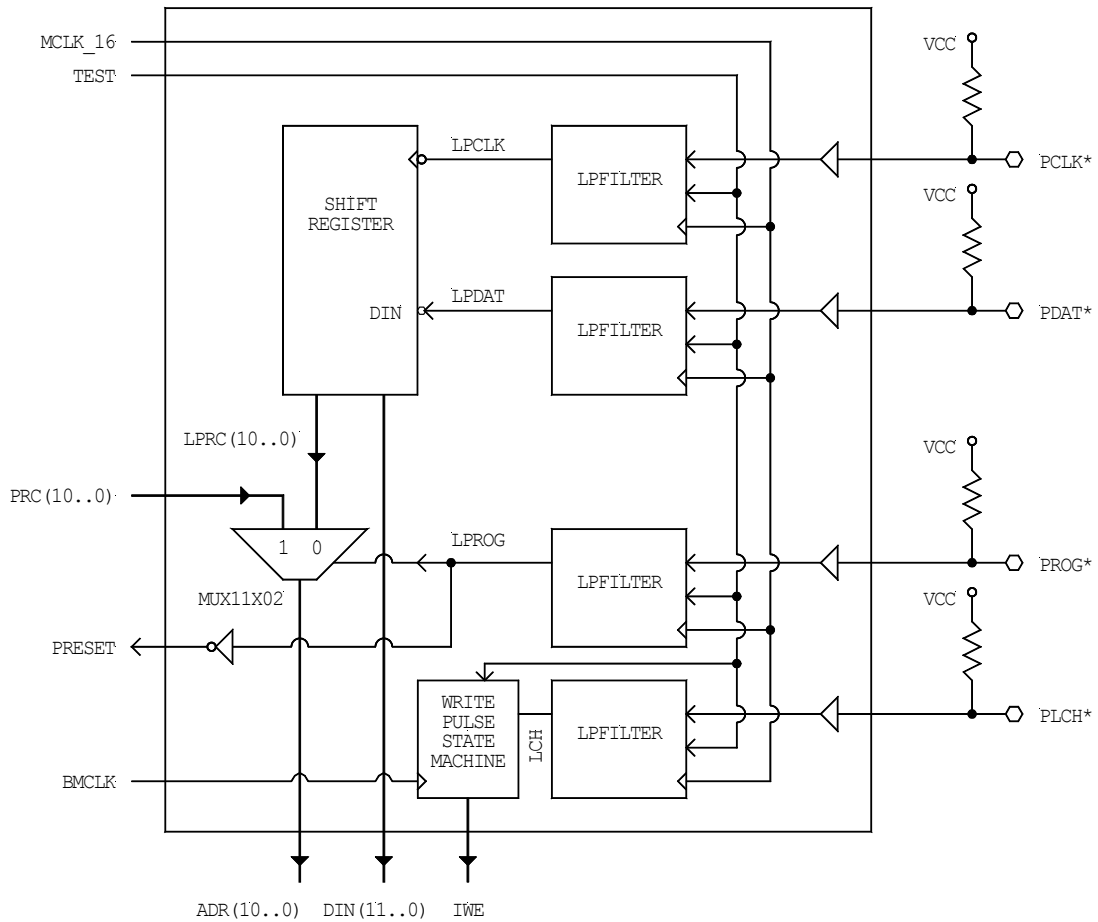 MCLK_16
VCC
TEST
LPCLK
LPFILTER
PCLK*
SHIFT
REGISTER
VCC
LPDAT
DIN
LPFILTER
PDAT*
LPRC(10..0)
VCC
PRC(10..0)
1 0
LPROG
LPFILTER
PROG*
MUX11X02
VCC
PRESET
WRITE
PULSE
STATE
MACHINE
LCH
LPFILTER
PLCH*
BMCLK
ADR(10..0)
DIN(11..0)
IWE